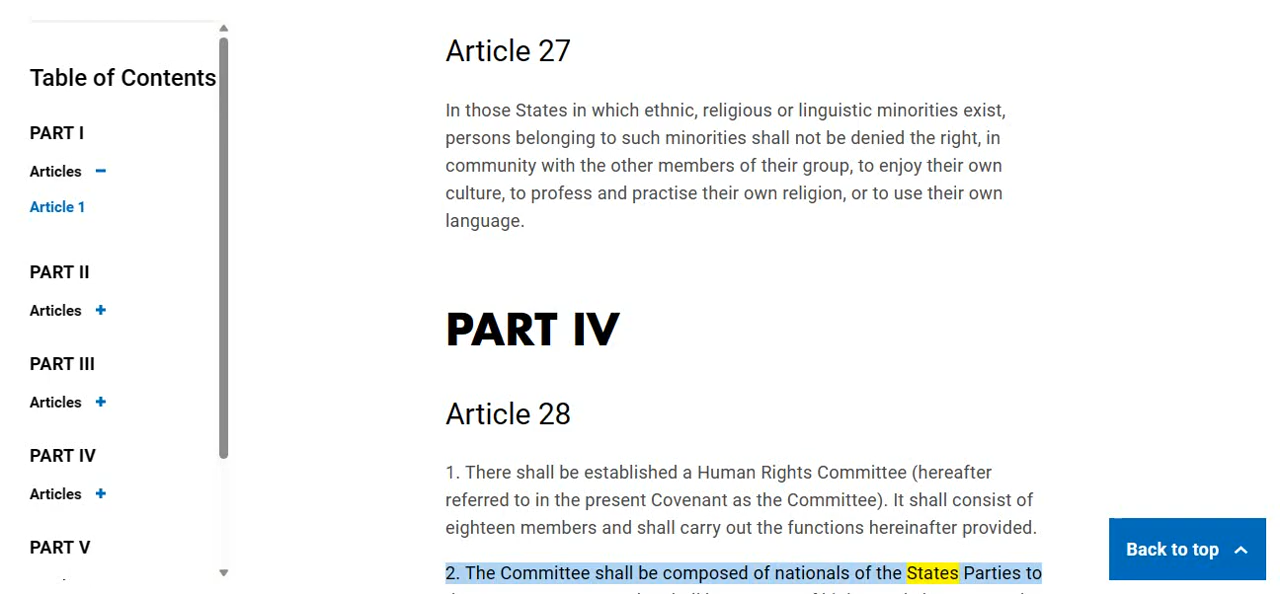 Table of Contents
PART I
Articles −
Article 1
PART II
Articles +
PART III
Articles +
PART IV
Articles +
PART V
Article 27
In those States in which ethnic, religious or linguistic minorities exist,
persons belonging to such minorities shall not be denied the right, in
community with the other members of their group, to enjoy their own
culture, to profess and practise their own religion, or to use their own
language.
PART IV
Article 28
1. There shall be established a Human Rights Committee (hereafter
referred to in the present Covenant as the Committee). It shall consist of
eighteen members and shall carry out the functions hereinafter provided.
2. The Committee shall be composed of nationals of the States Parties to
Back to top